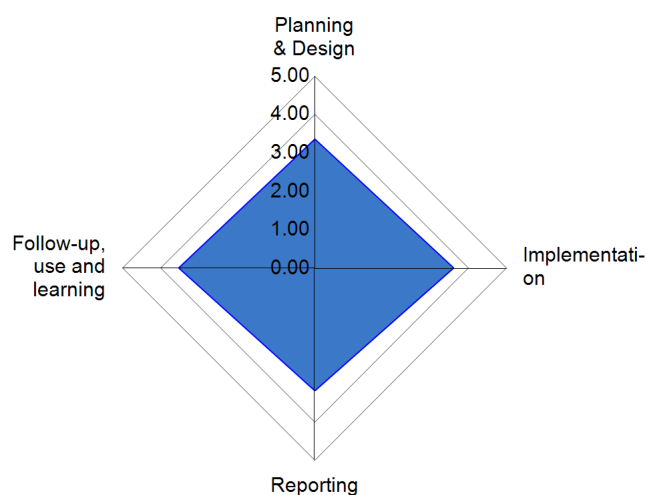 Planning
& Design
5.00
4.00
3.00
2.00
1.00
0.00
Follow-up,
use and
learning
Implementati-
on
Reporting